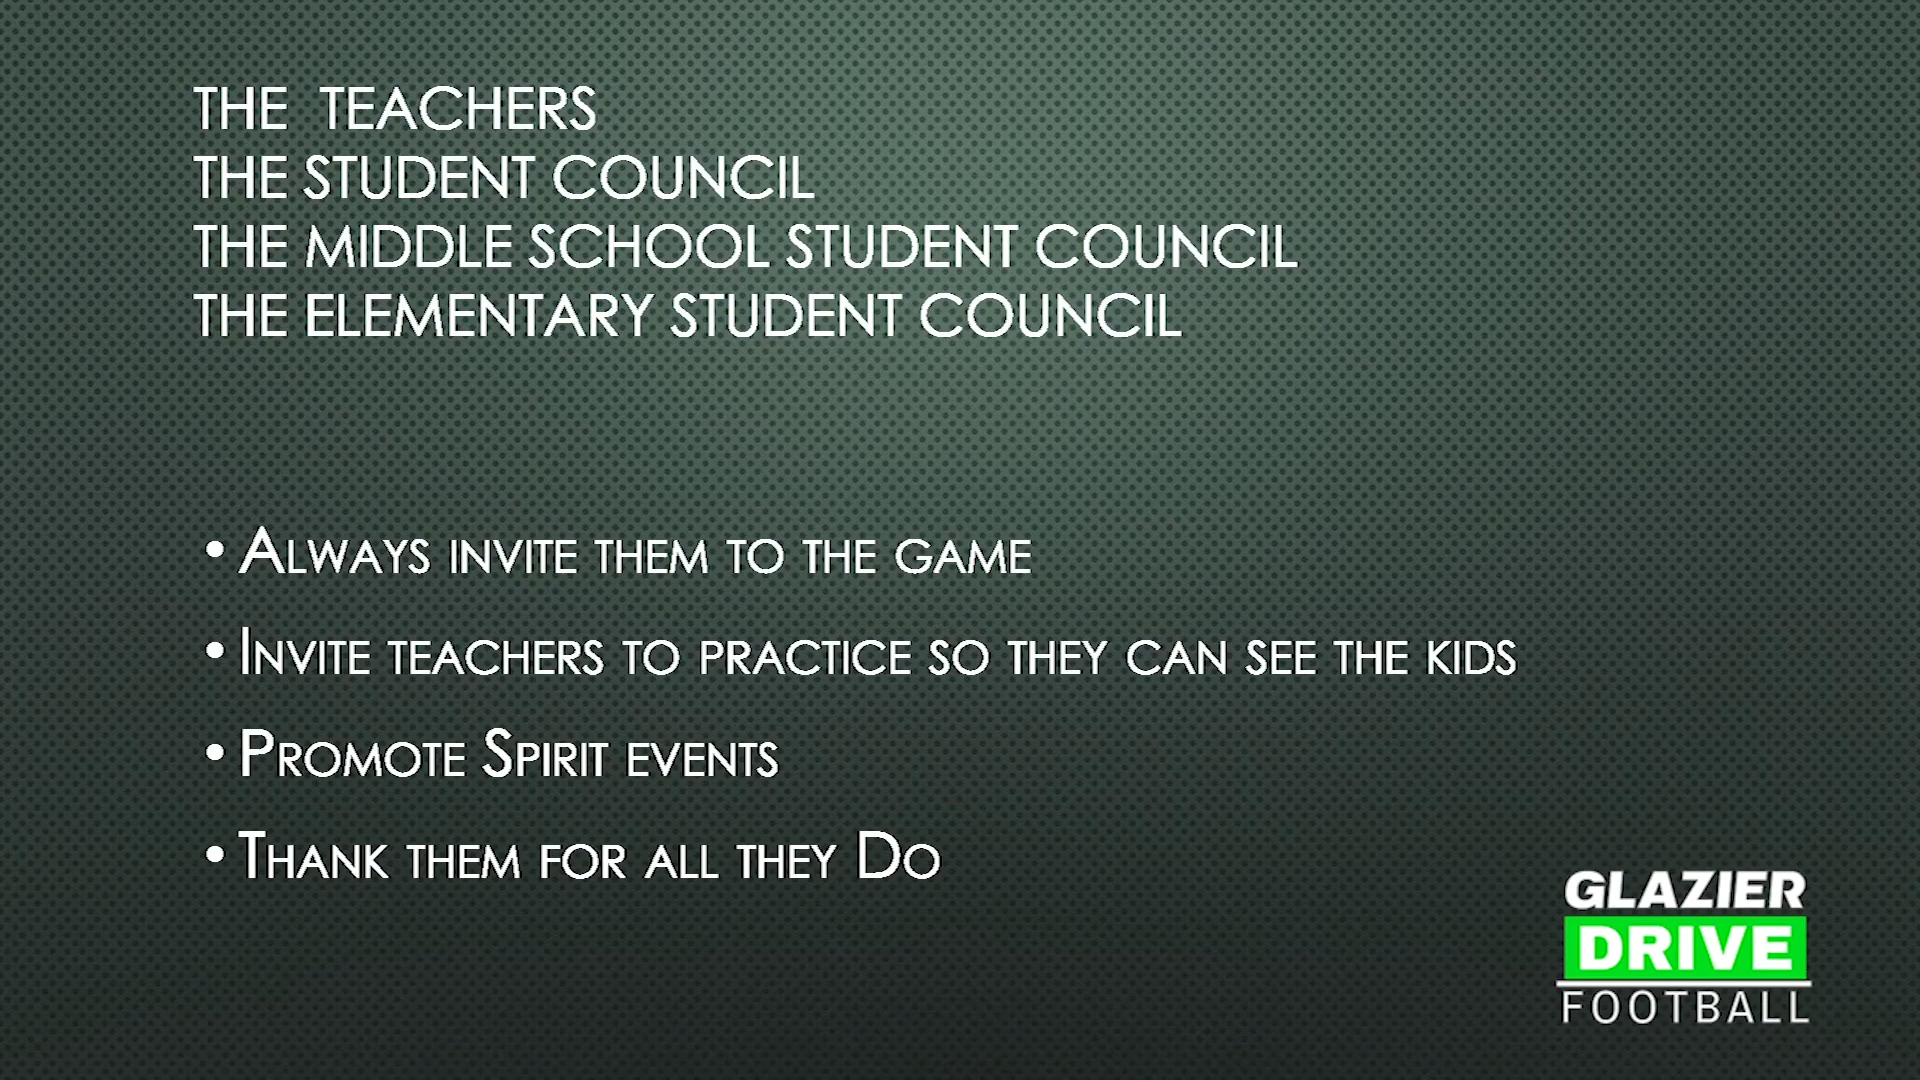 THE  TEACHERS
THE STUDENT COUNCIL
THE MIDDLE SCHOOL STUDENT COUNCIL
THE ELEMENTARY STUDENT COUNCIL
• Always invite them to the game
• Invite teachers to practice so they can see the kids
• Promote Spirit events
• Thank them for all they Do
GLAZIER
DRIVE
FOOTBALL